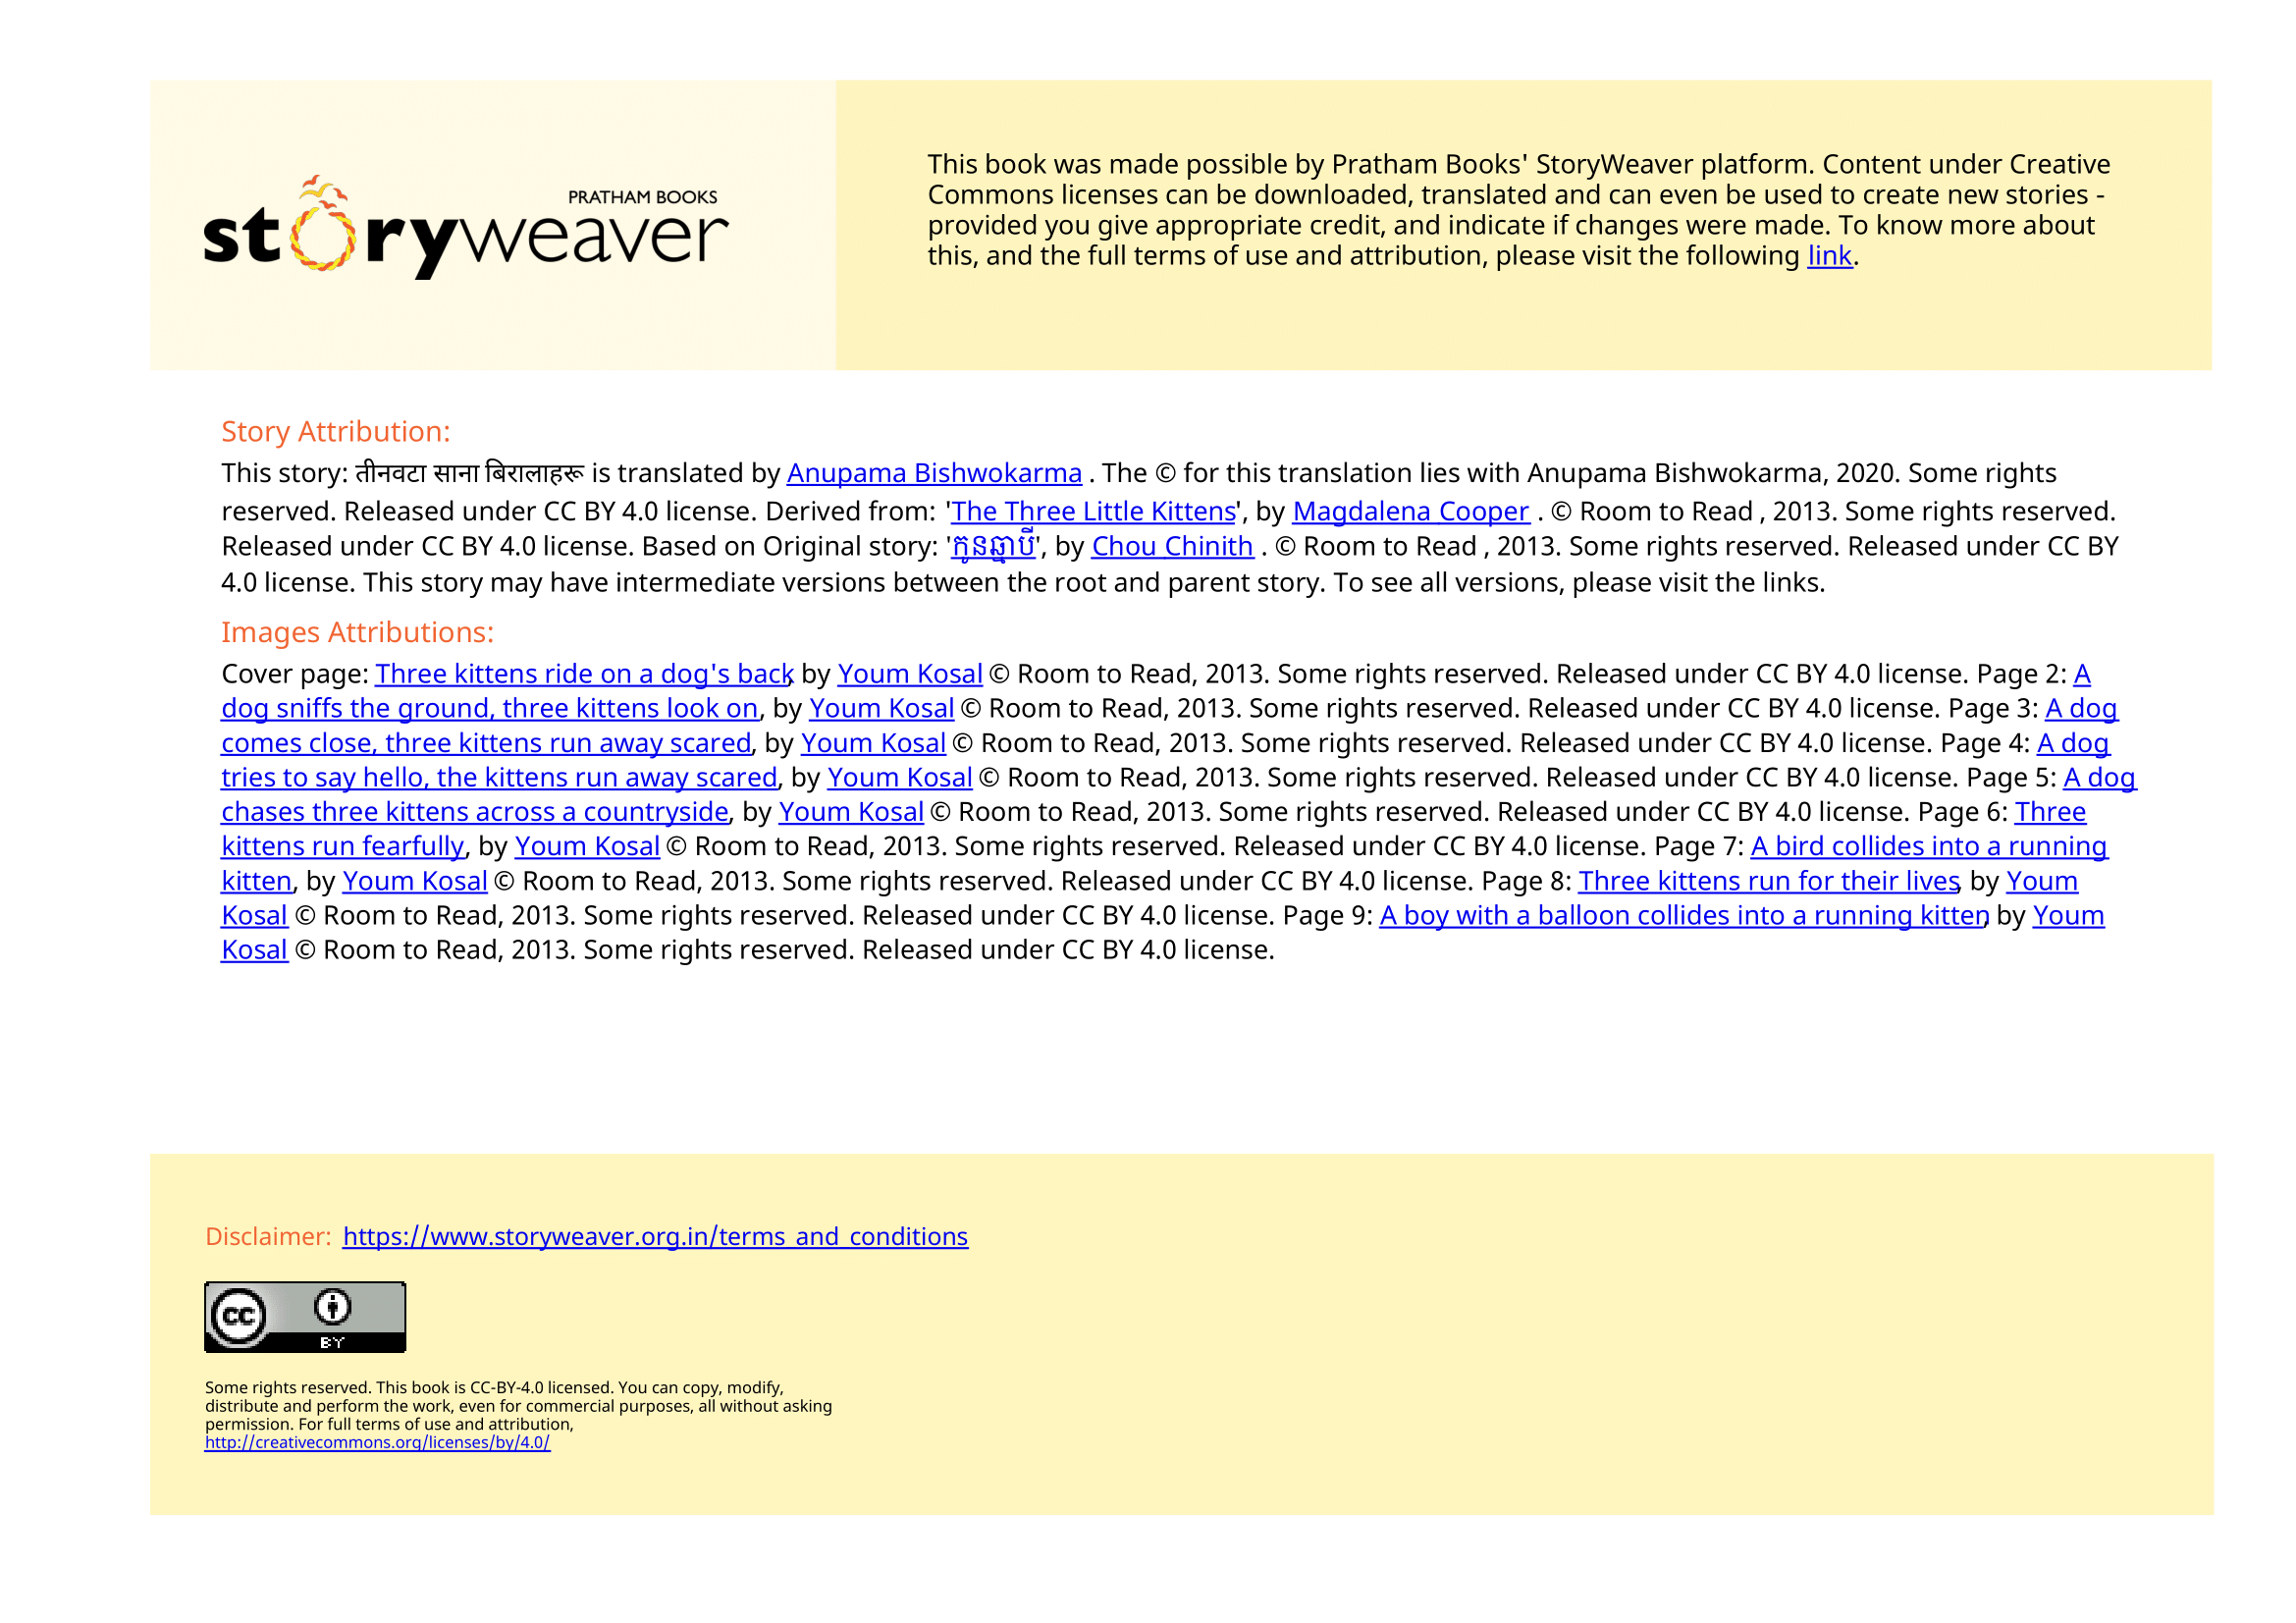 PRATHAM BOOKS
storyweaver
This book was made possible by Pratham Books' StoryWeaver platform. Content under Creative
Commons licenses can be downloaded, translated and can even be used to create new stories -
provided you give appropriate credit, and indicate if changes were made. To know more about
this, and the full terms of use and attribution, please visit the following link.
Story Attribution:
This story: तीनवटा साना बिरालाहरू is translated by Anupama Bishwokarma . The © for this translation lies with Anupama Bishwokarma, 2020. Some rights
reserved. Released under CC BY 4.0 license. Derived from: 'The Three Little Kittens', by Magdalena Cooper . © Room to Read , 2013. Some rights reserved.
Released under CC BY 4.0 license. Based on Original story: 'កូនឆ្មាបី', by Chou Chinith . © Room to Read , 2013. Some rights reserved. Released under CC BY
4.0 license. This story may have intermediate versions between the root and parent story. To see all versions, please visit the links.
Images Attributions:
Cover page: Three kittens ride on a dog's back, by Youm Kosal © Room to Read, 2013. Some rights reserved. Released under CC BY 4.0 license. Page 2: A
dog sniffs the ground, three kittens look on, by Youm Kosal © Room to Read, 2013. Some rights reserved. Released under CC BY 4.0 license. Page 3: A dog
comes close, three kittens run away scared, by Youm Kosal © Room to Read, 2013. Some rights reserved. Released under CC BY 4.0 license. Page 4: A dog
tries to say hello, the kittens run away scared, by Youm Kosal © Room to Read, 2013. Some rights reserved. Released under CC BY 4.0 license. Page 5: A dog
chases three kittens across a countryside, by Youm Kosal © Room to Read, 2013. Some rights reserved. Released under CC BY 4.0 license. Page 6: Three
kittens run fearfully, by Youm Kosal © Room to Read, 2013. Some rights reserved. Released under CC BY 4.0 license. Page 7: A bird collides into a running
kitten, by Youm Kosal © Room to Read, 2013. Some rights reserved. Released under CC BY 4.0 license. Page 8: Three kittens run for their lives, by Youm
Kosal © Room to Read, 2013. Some rights reserved. Released under CC BY 4.0 license. Page 9: A boy with a balloon collides into a running kitten, by Youm
Kosal © Room to Read, 2013. Some rights reserved. Released under CC BY 4.0 license.
Disclaimer: https://www.storyweaver.org.in/terms_and_conditions
cc
BY
Some rights reserved. This book is CC-BY-4.0 licensed. You can copy, modify,
distribute and perform the work, even for commercial purposes, all without asking
permission. For full terms of use and attribution,
http://creativecommons.org/licenses/by/4.0/